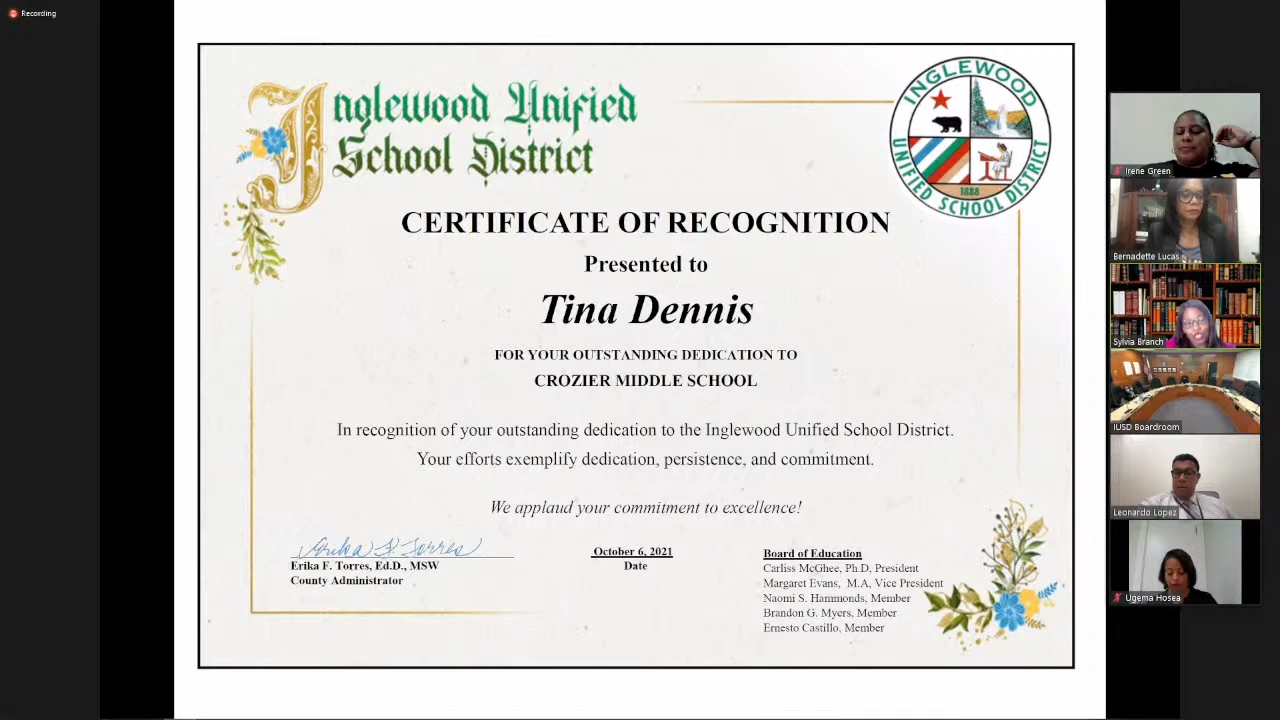 Recording
Inglewood Unified
School District
INGLEWOOD
UNIFIED SCHOOL DISTRICT
1888
CERTIFICATE OF RECOGNITION
Presented to
Tina Dennis
FOR YOUR OUTSTANDING DEDICATION TO
CROZIER MIDDLE SCHOOL
In recognition of your outstanding dedication to the Inglewood Unified School District.
Your efforts exemplify dedication, persistence, and commitment.
We applaud your commitment to excellence!
Erika F. Torres
Erika F. Torres, Ed.D., MSW
County Administrator
October 6, 2021
Date
Board of Education
Carliss McGhee, Ph.D. President
Margaret Evans, M.A, Vice President
Naomi S. Hammonds, Member
Brandon G. Myers, Member
Ernesto Castillo, Member
Irene Green
Bernadette Lucas
Sylvia Branch
IUSD Boardroom
Leonardo Lopez
Ugema Hosea